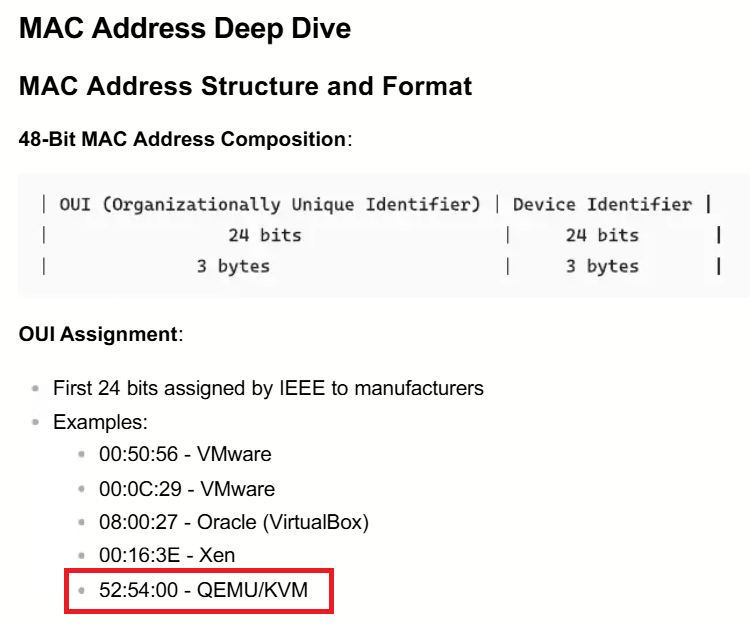 MAC Address Deep Dive
MAC Address Structure and Format
48-Bit MAC Address Composition:
| OUI (Organizationally Unique Identifier) | Device Identifier |
| 24 bits | 24 bits |
| 3 bytes | 3 bytes |
OUI Assignment:
• First 24 bits assigned by IEEE to manufacturers
• Examples:
• 00:50:56 - VMware
• 00:0C:29 - VMware
• 08:00:27 - Oracle (VirtualBox)
• 00:16:3E - Xen
• 52:54:00 - QEMU/KVM